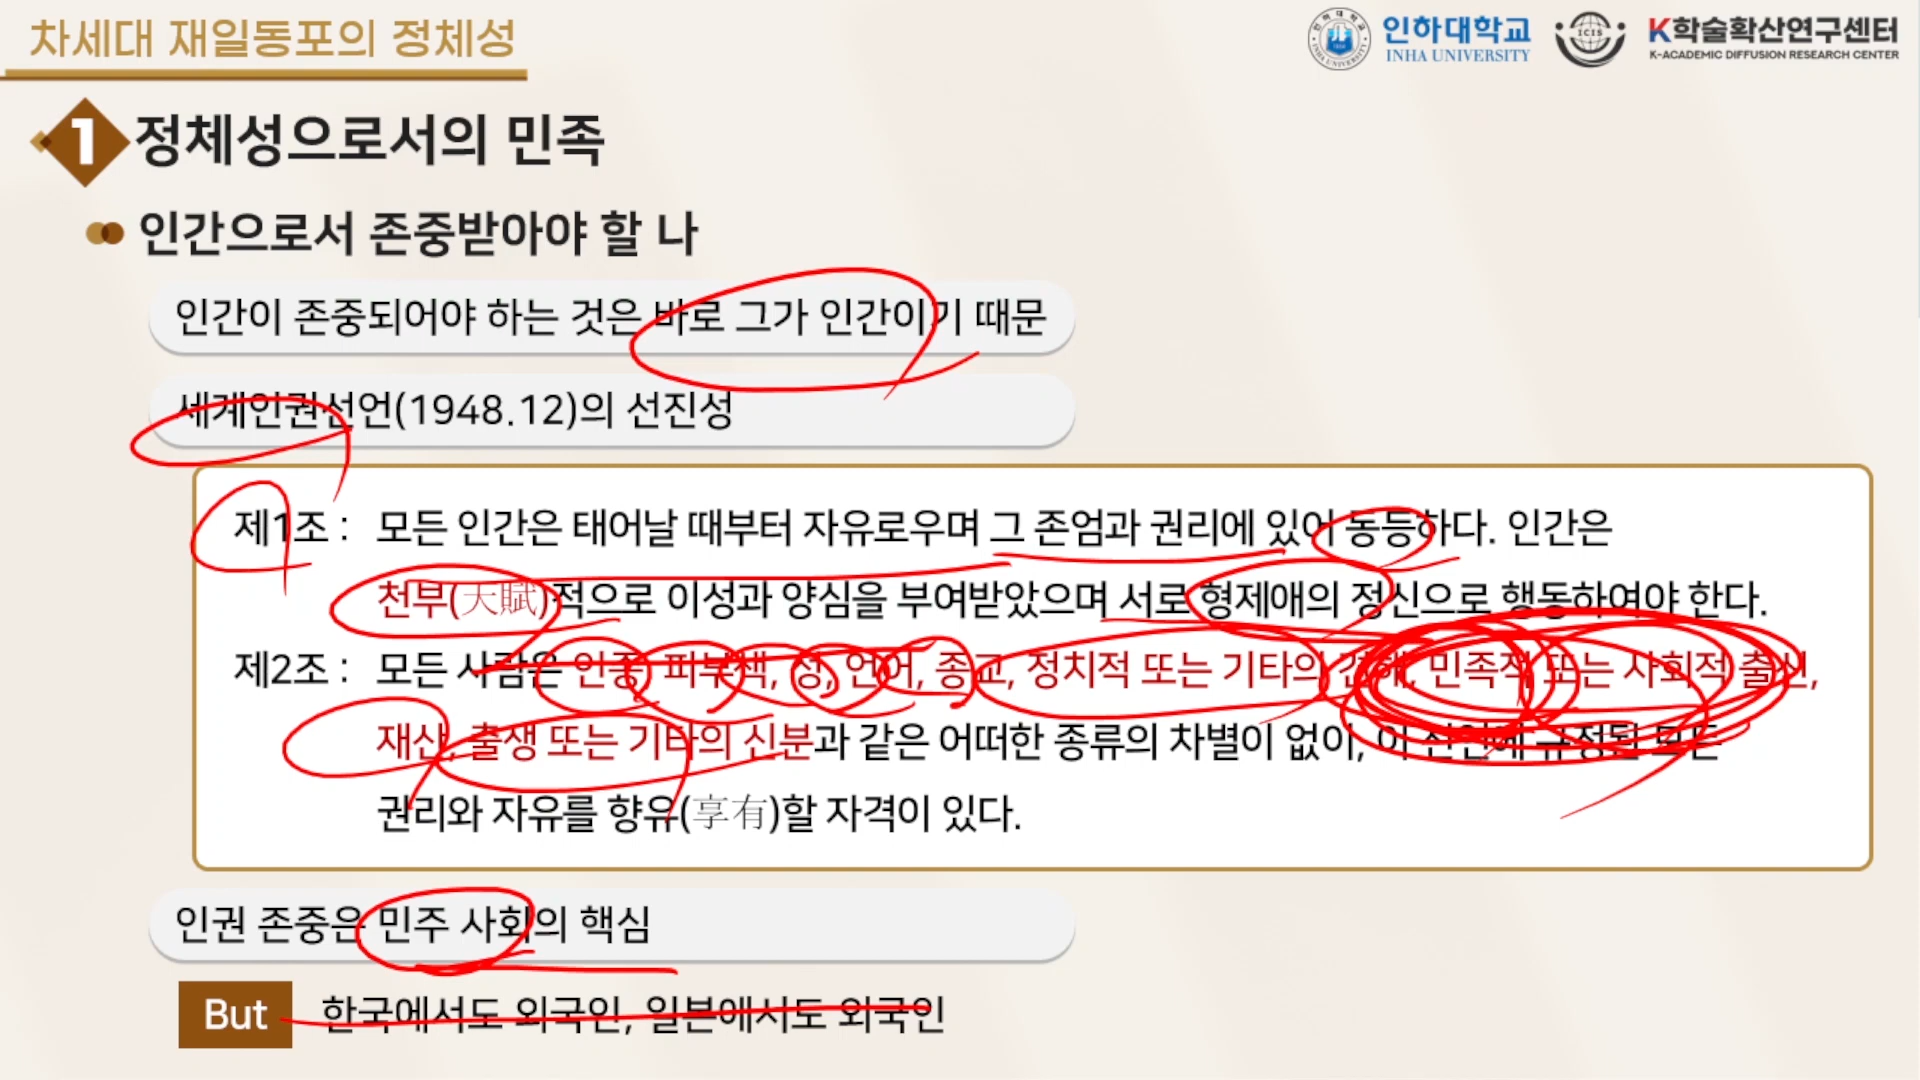 차세대 재일동포의 정체성
인하대학교
INHA UNIVERSITY
ICIS
K학술확산연구센터
K-ACADEMIC DIFFUSION RESEARCH CENTER
1 정체성으로서의 민족
인간으로서 존중받아야 할 나
인간이 존중되어야 하는 것은 바로 그가 인간이기 때문
세계인권선언(1948.12)의 선진성
제1조 : 모든 인간은 태어날 때부터 자유로우며 그 존엄과 권리에 있어 동등하다. 인간은
천부(天賦)적으로 이성과 양심을 부여받았으며 서로 형제애의 정신으로 행동하여야 한다.
제2조 : 모든 사람은 인종, 피부색, 성, 언어, 종교, 정치적 또는 기타의 견해, 민족적 또는 사회적 출신,
재산, 출생 또는 기타의 신분과 같은 어떠한 종류의 차별이 없이, 이 선언에 규정된 모든
권리와 자유를 향유(享有)할 자격이 있다.
인권 존중은 민주 사회의 핵심
But 한국에서도 외국인, 일본에서도 외국인